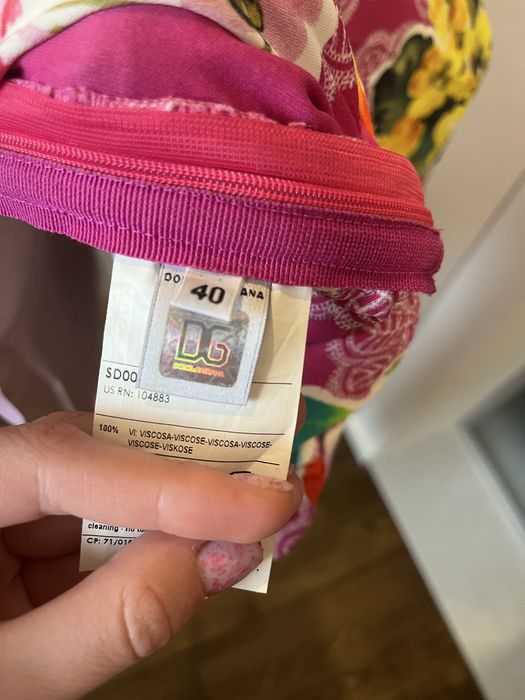 40
ANA
DG
DOLCE&GABBANA
SD00
US RN: 104883
100% VI: VISCOSA-VISCOSE-VISCOSA-VISCOSE-
VISCOSE-VISKOSE
cleaning - no
CP: 71/01